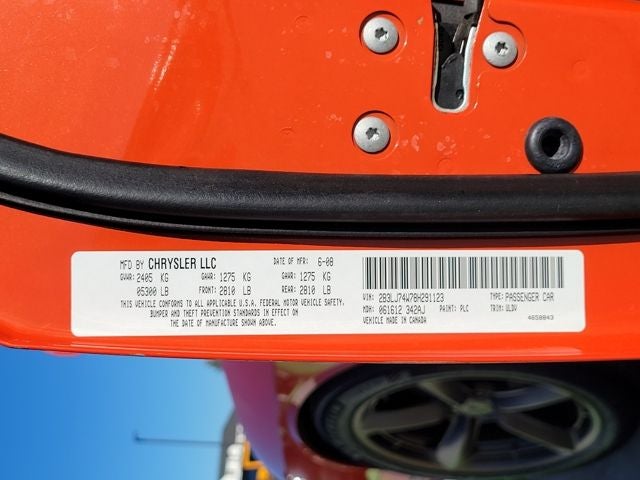 MFD BY CHRYSLER LLC DATE OF MFR: 6-08
GVWR: 2405 KG GAWR: 1275 KG GAWR: 1275 KG
05300 LB FRONT: 2810 LB REAR: 2810 LB
THIS VEHICLE CONFORMS TO ALL APPLICABLE U.S.A. FEDERAL MOTOR VEHICLE SAFETY,
BUMPER AND THEFT PREVENTION STANDARDS IN EFFECT ON
THE DATE OF MANUFACTURE SHOWN ABOVE.
VIN: 2B3LJ74W78H291123 TYPE: PASSENGER CAR
MDH: 061612 342AJ PAINT: PLC TRIM: VLDV
VEHICLE MADE IN CANADA 4658843